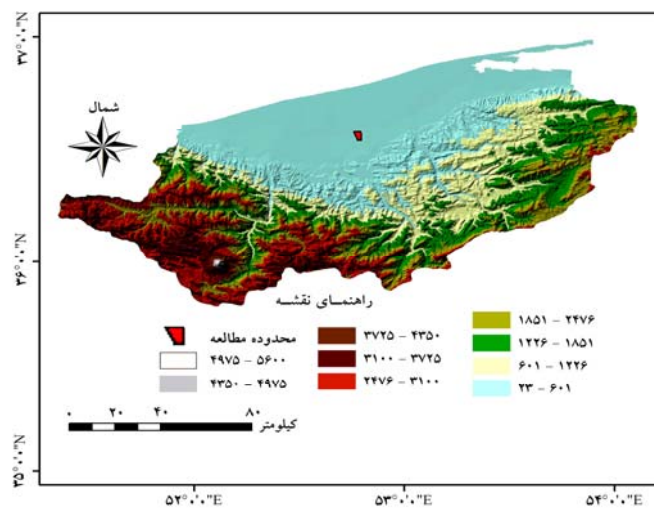 ۳۷°۰'۰"N
شمال
۳۶°۰'۰"N
راهنمای نقشه
محدوده مطالعه
۴۹۷۵ - ۵۶۰۰
۴۳۵۰ - ۴۹۷۵
۳۷۲۵ - ۴۳۵۰
۳۱۰۰ - ۳۷۲۵
۲۴۷۶ - ۳۱۰۰
۱۸۵۱ - ۲۴۷۶
۱۲۲۶ - ۱۸۵۱
۶۰۱ - ۱۲۲۶
۲۳ - ۶۰۱
۰ ۲۰ ۴۰ ۸۰
کیلومتر
۳۵°۰'۰"N
۵۲°۰'۰"E ۵۳°۰'۰"E ۵۴°۰'۰"E